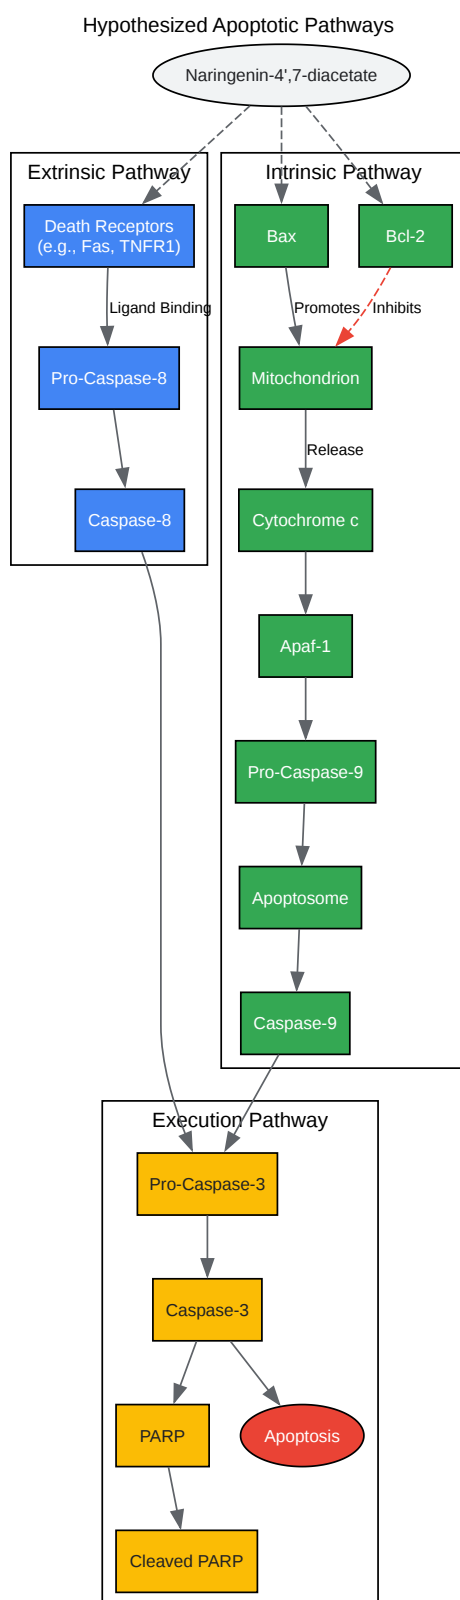 Hypothesized Apoptotic Pathways
Naringenin-4',7-diacetate
Extrinsic Pathway
Intrinsic Pathway
Death Receptors
(e.g., Fas, TNFR1)
Bax
Bcl-2
Ligand Binding
Promotes
Inhibits
Pro-Caspase-8
Mitochondrion
Release
Caspase-8
Cytochrome c
Apaf-1
Pro-Caspase-9
Apoptosome
Caspase-9
Execution Pathway
Pro-Caspase-3
Caspase-3
PARP
Apoptosis
Cleaved PARP